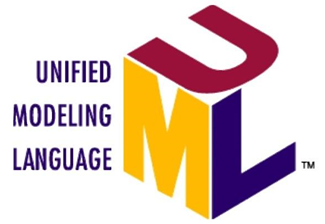 UNIFIED
MODELING
LANGUAGE
UML
™